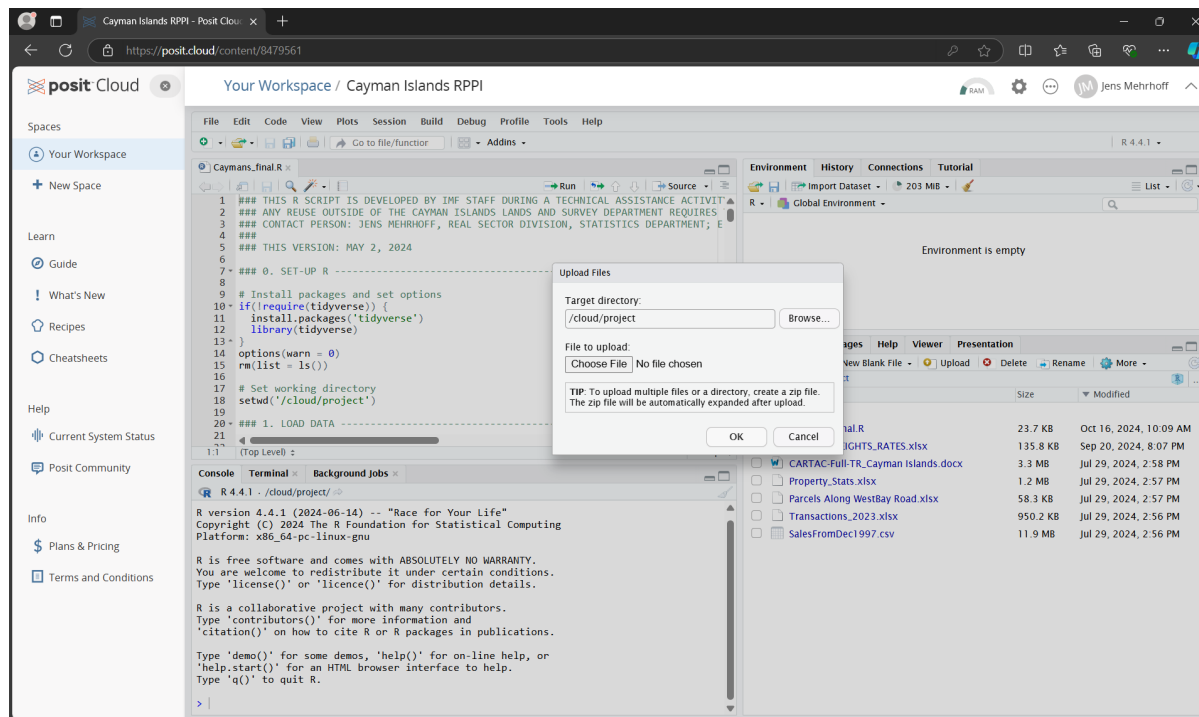 Cayman Islands RPPI - Posit Clou
https://posit.cloud/content/8479561
posit Cloud
Your Workspace / Cayman Islands RPPI
RAM
JM
Jens Mehrhoff
Spaces
Your Workspace
New Space
Learn
Guide
What's New
Recipes
Cheatsheets
Help
Current System Status
Posit Community
Info
Plans & Pricing
Terms and Conditions
File Edit Code View Plots Session Build Debug Profile Tools Help
Go to file/function
Addins
R 4.4.1
Caymans_final.R
Run
Source
1 ### THIS R SCRIPT IS DEVELOPED BY IMF STAFF DURING A TECHNICAL ASSISTANCE ACTIVIT
2 ### ANY REUSE OUTSIDE OF THE CAYMAN ISLANDS LANDS AND SURVEY DEPARTMENT REQUIRES
3 ### CONTACT PERSON: JENS MEHRHOFF, REAL SECTOR DIVISION, STATISTICS DEPARTMENT; E
4 ###
5 ### THIS VERSION: MAY 2, 2024
6
7 ### 0. SET-UP R ----------------------------
8
9 # Install packages and set options
10 if(!require(tidyverse)) {
11 install.packages('tidyverse')
12 library(tidyverse)
13 }
14 options(warn = 0)
15 rm(list = ls())
16
17 # Set working directory
18 setwd('/cloud/project')
19
20 ### 1. LOAD DATA ---------------------------
21
1:1 (Top Level)
Console Terminal Background Jobs
R 4.4.1 · /cloud/project/
R version 4.4.1 (2024-06-14) -- "Race for Your Life"
Copyright (C) 2024 The R Foundation for Statistical Computing
Platform: x86_64-pc-linux-gnu
R is free software and comes with ABSOLUTELY NO WARRANTY.
You are welcome to redistribute it under certain conditions.
Type 'license()' or 'licence()' for distribution details.
R is a collaborative project with many contributors.
Type 'contributors()' for more information and
'citation()' on how to cite R or R packages in publications.
Type 'demo()' for some demos, 'help()' for on-line help, or
'help.start()' for an HTML browser interface to help.
Type 'q()' to quit R.
>
Upload Files
Target directory:
/cloud/project
Browse...
File to upload:
Choose File No file chosen
TIP: To upload multiple files or a directory, create a zip file.
The zip file will be automatically expanded after upload.
OK Cancel
Environment History Connections Tutorial
Import Dataset 203 MiB List
R Global Environment
Environment is empty
ages Help Viewer Presentation
New Blank File Upload Delete Rename More
ct
Size Modified
nal.R 23.7 KB Oct 16, 2024, 10:09 AM
EIGHTS_RATES.xlsx 135.8 KB Sep 20, 2024, 8:07 PM
CARTAC-Full-TR_Cayman Islands.docx 3.3 MB Jul 29, 2024, 2:58 PM
Property_Stats.xlsx 1.2 MB Jul 29, 2024, 2:57 PM
Parcels Along WestBay Road.xlsx 58.3 KB Jul 29, 2024, 2:57 PM
Transactions_2023.xlsx 950.2 KB Jul 29, 2024, 2:56 PM
SalesFromDec1997.csv 11.9 MB Jul 29, 2024, 2:56 PM